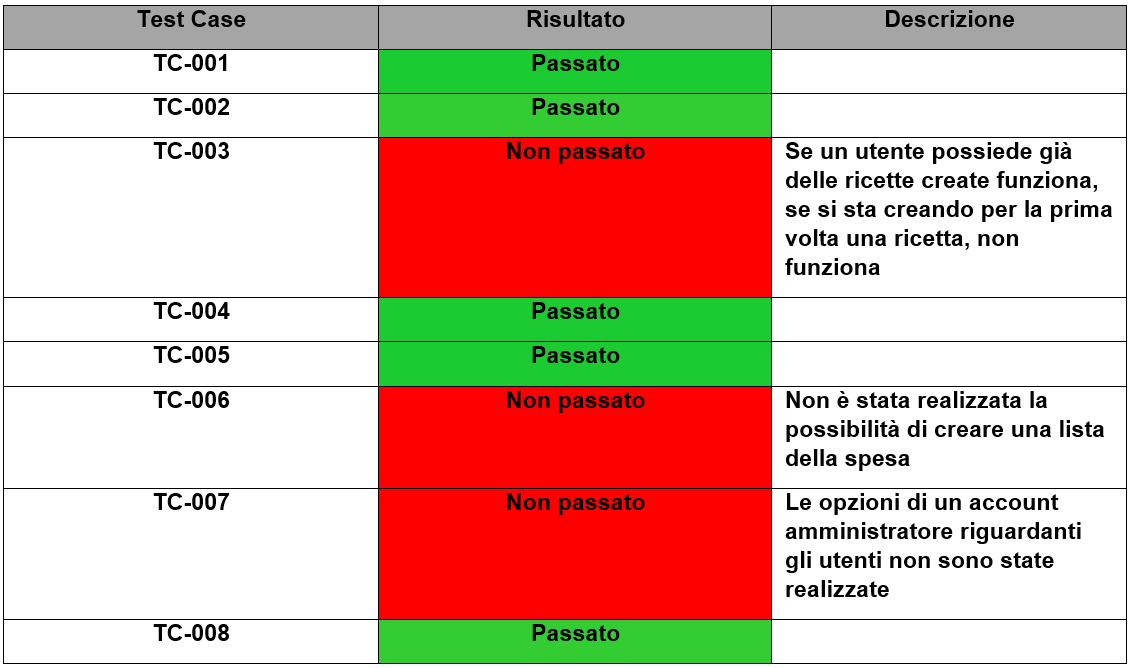 Test Case Risultato Descrizione
TC-001 Passato
TC-002 Passato
TC-003 Non passato Se un utente possiede già
delle ricette create funziona,
se si sta creando per la prima
volta una ricetta, non
funziona
TC-004 Passato
TC-005 Passato
TC-006 Non passato Non è stata realizzata la
possibilità di creare una lista
della spesa
TC-007 Non passato Le opzioni di un account
amministratore riguardanti
gli utenti non sono state
realizzate
TC-008 Passato